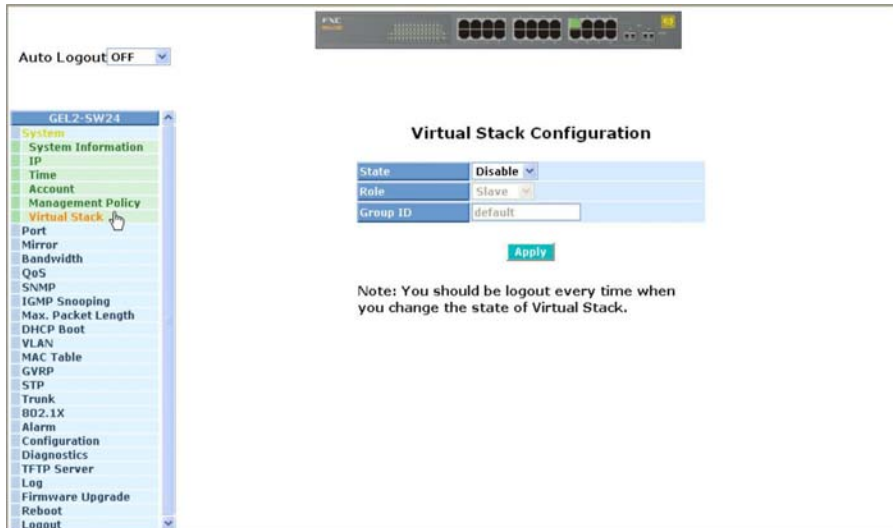 FXC
Auto Logout OFF
GEL2-SW24
System
System Information
IP
Time
Account
Management Policy
Virtual Stack
Port
Mirror
Bandwidth
QoS
SNMP
IGMP Snooping
Max. Packet Length
DHCP Boot
VLAN
MAC Table
GVRP
STP
Trunk
802.1X
Alarm
Configuration
Diagnostics
TFTP Server
Log
Firmware Upgrade
Reboot
Logout
Virtual Stack Configuration
State Disable
Role Slave
Group ID default
Apply
Note: You should be logout every time when
you change the state of Virtual Stack.